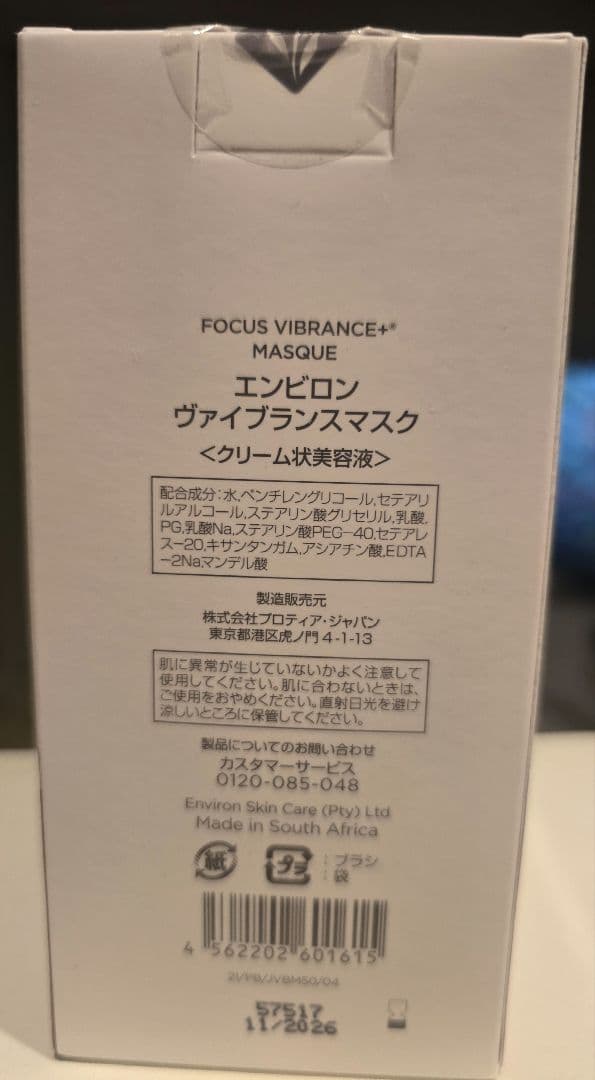 FOCUS VIBRANCE+®
MASQUE
エンビロン
ヴァイブランスマスク
<クリーム状美容液>
配合成分:水,ペンチレングリコール,セテアリ
ルアルコール,ステアリン酸グリセリル,乳酸,
PG,乳酸Na,ステアリン酸PEG-40,セテアレ
ス-20,キサンタンガム,アシアチン酸,EDTA
-2Na,マンデル酸
製造販売元
株式会社プロティア・ジャパン
東京都港区虎ノ門4-1-13
肌に異常が生じていないかよく注意して
使用してください。肌に合わないときは、
ご使用をおやめください。直射日光を避け
涼しいところに保管してください。
製品についてのお問い合わせ
カスタマーサービス
0120-085-048
Environ Skin Care (Pty) Ltd
Made in South Africa
紙 プラ : ブラシ
: 袋
4 562202 601615
21/PB/JVBM50/04
57517
11/2026